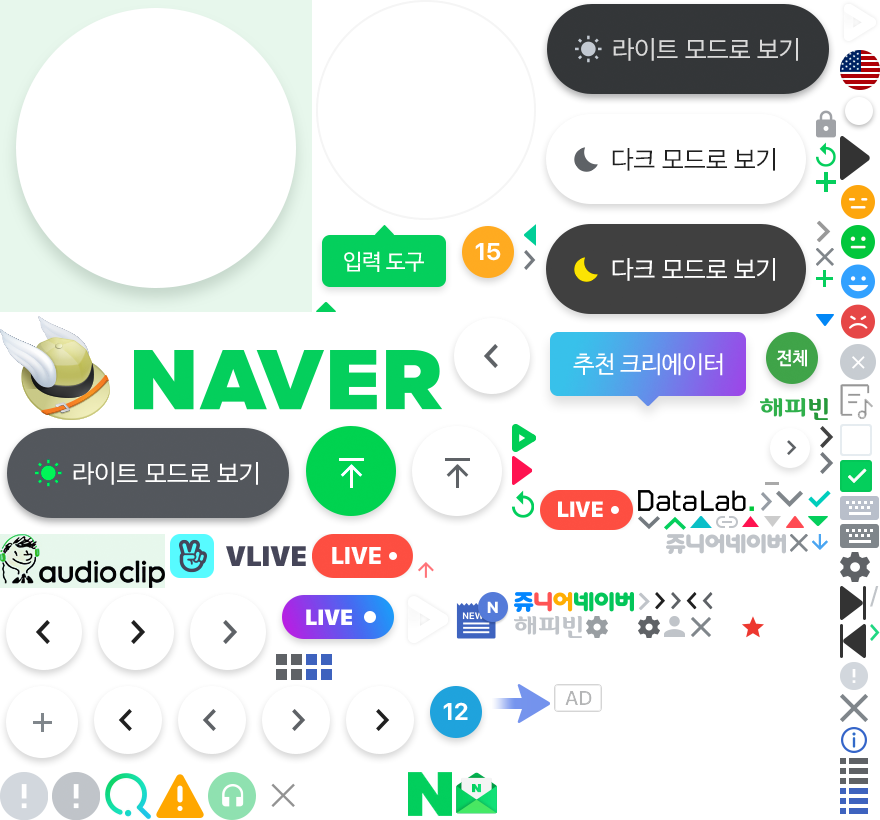 라이트 모드로 보기
다크 모드로 보기
입력 도구
15
다크 모드로 보기
NAVER
추천 크리에이터
전체
해피빈
라이트 모드로 보기
LIVE
DataLab.
쥬니어네이버
audioclip
VLIVE
LIVE
LIVE
NEWS
N
쥬니어네이버
해피빈
12
AD
N
N